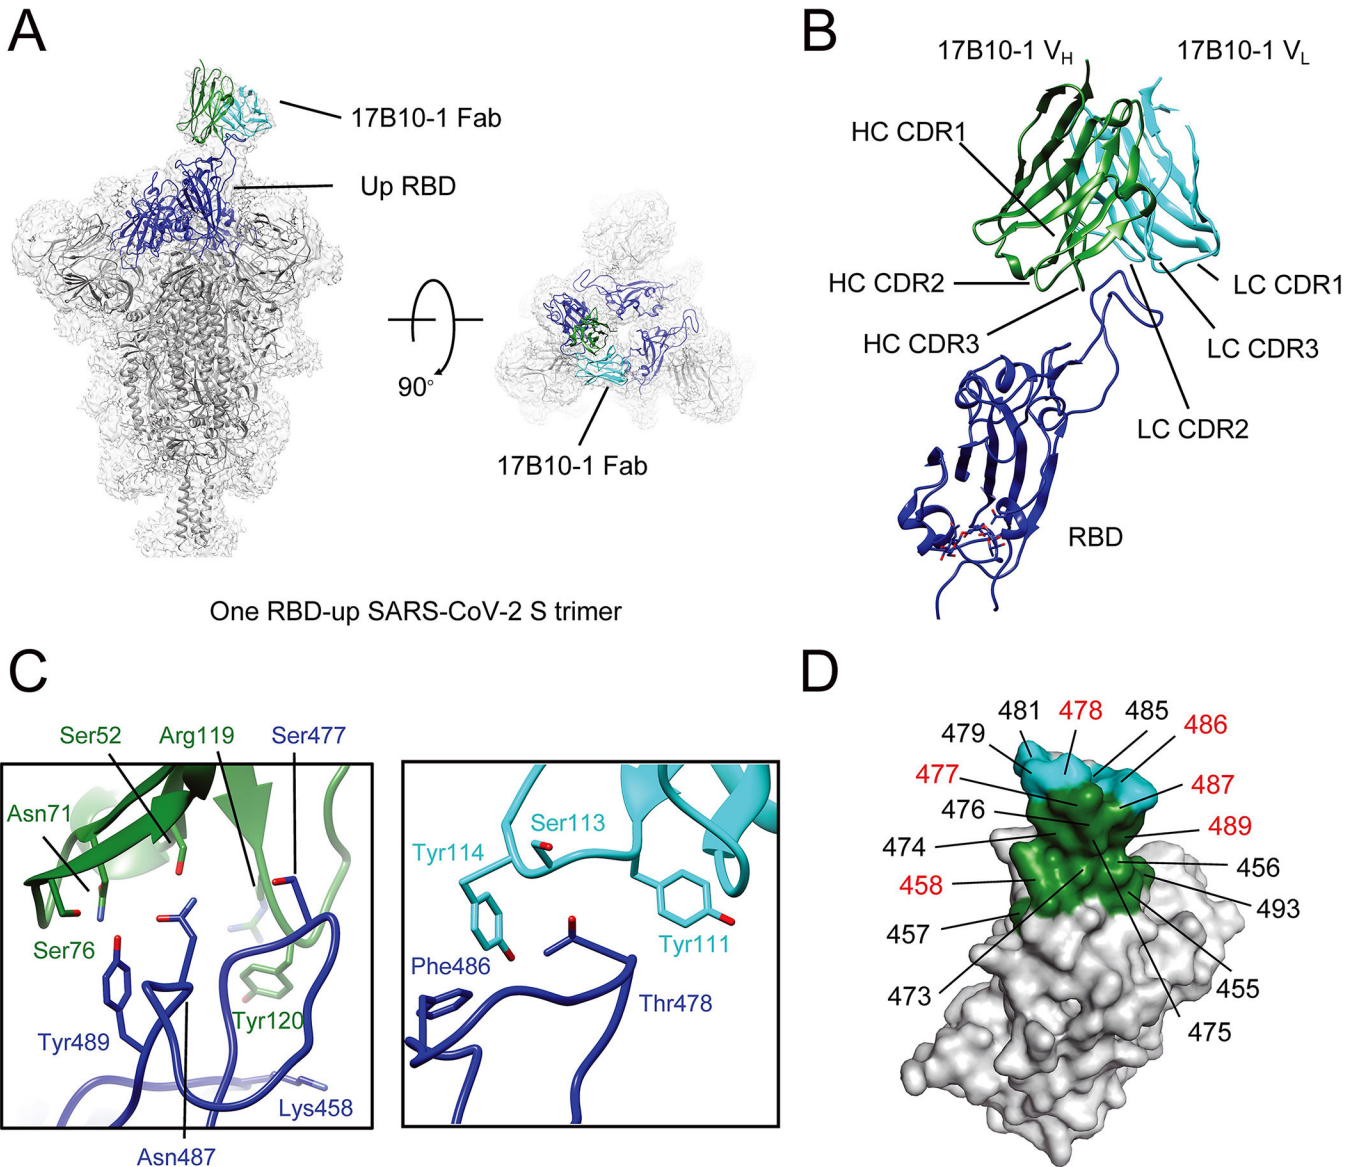 A
17B10-1 Fab
Up RBD
90°
17B10-1 Fab
One RBD-up SARS-CoV-2 S trimer
B
17B10-1 VH
17B10-1 VL
HC CDR1
HC CDR2
LC CDR1
HC CDR3
LC CDR3
LC CDR2
RBD
C
Ser52
Arg119
Ser477
Asn71
Ser76
Tyr489
Tyr120
Lys458
Asn487
Ser113
Tyr114
Tyr111
Phe486
Thr478
D
481
478
485
479
486
477
487
476
489
474
456
458
493
457
473
455
475